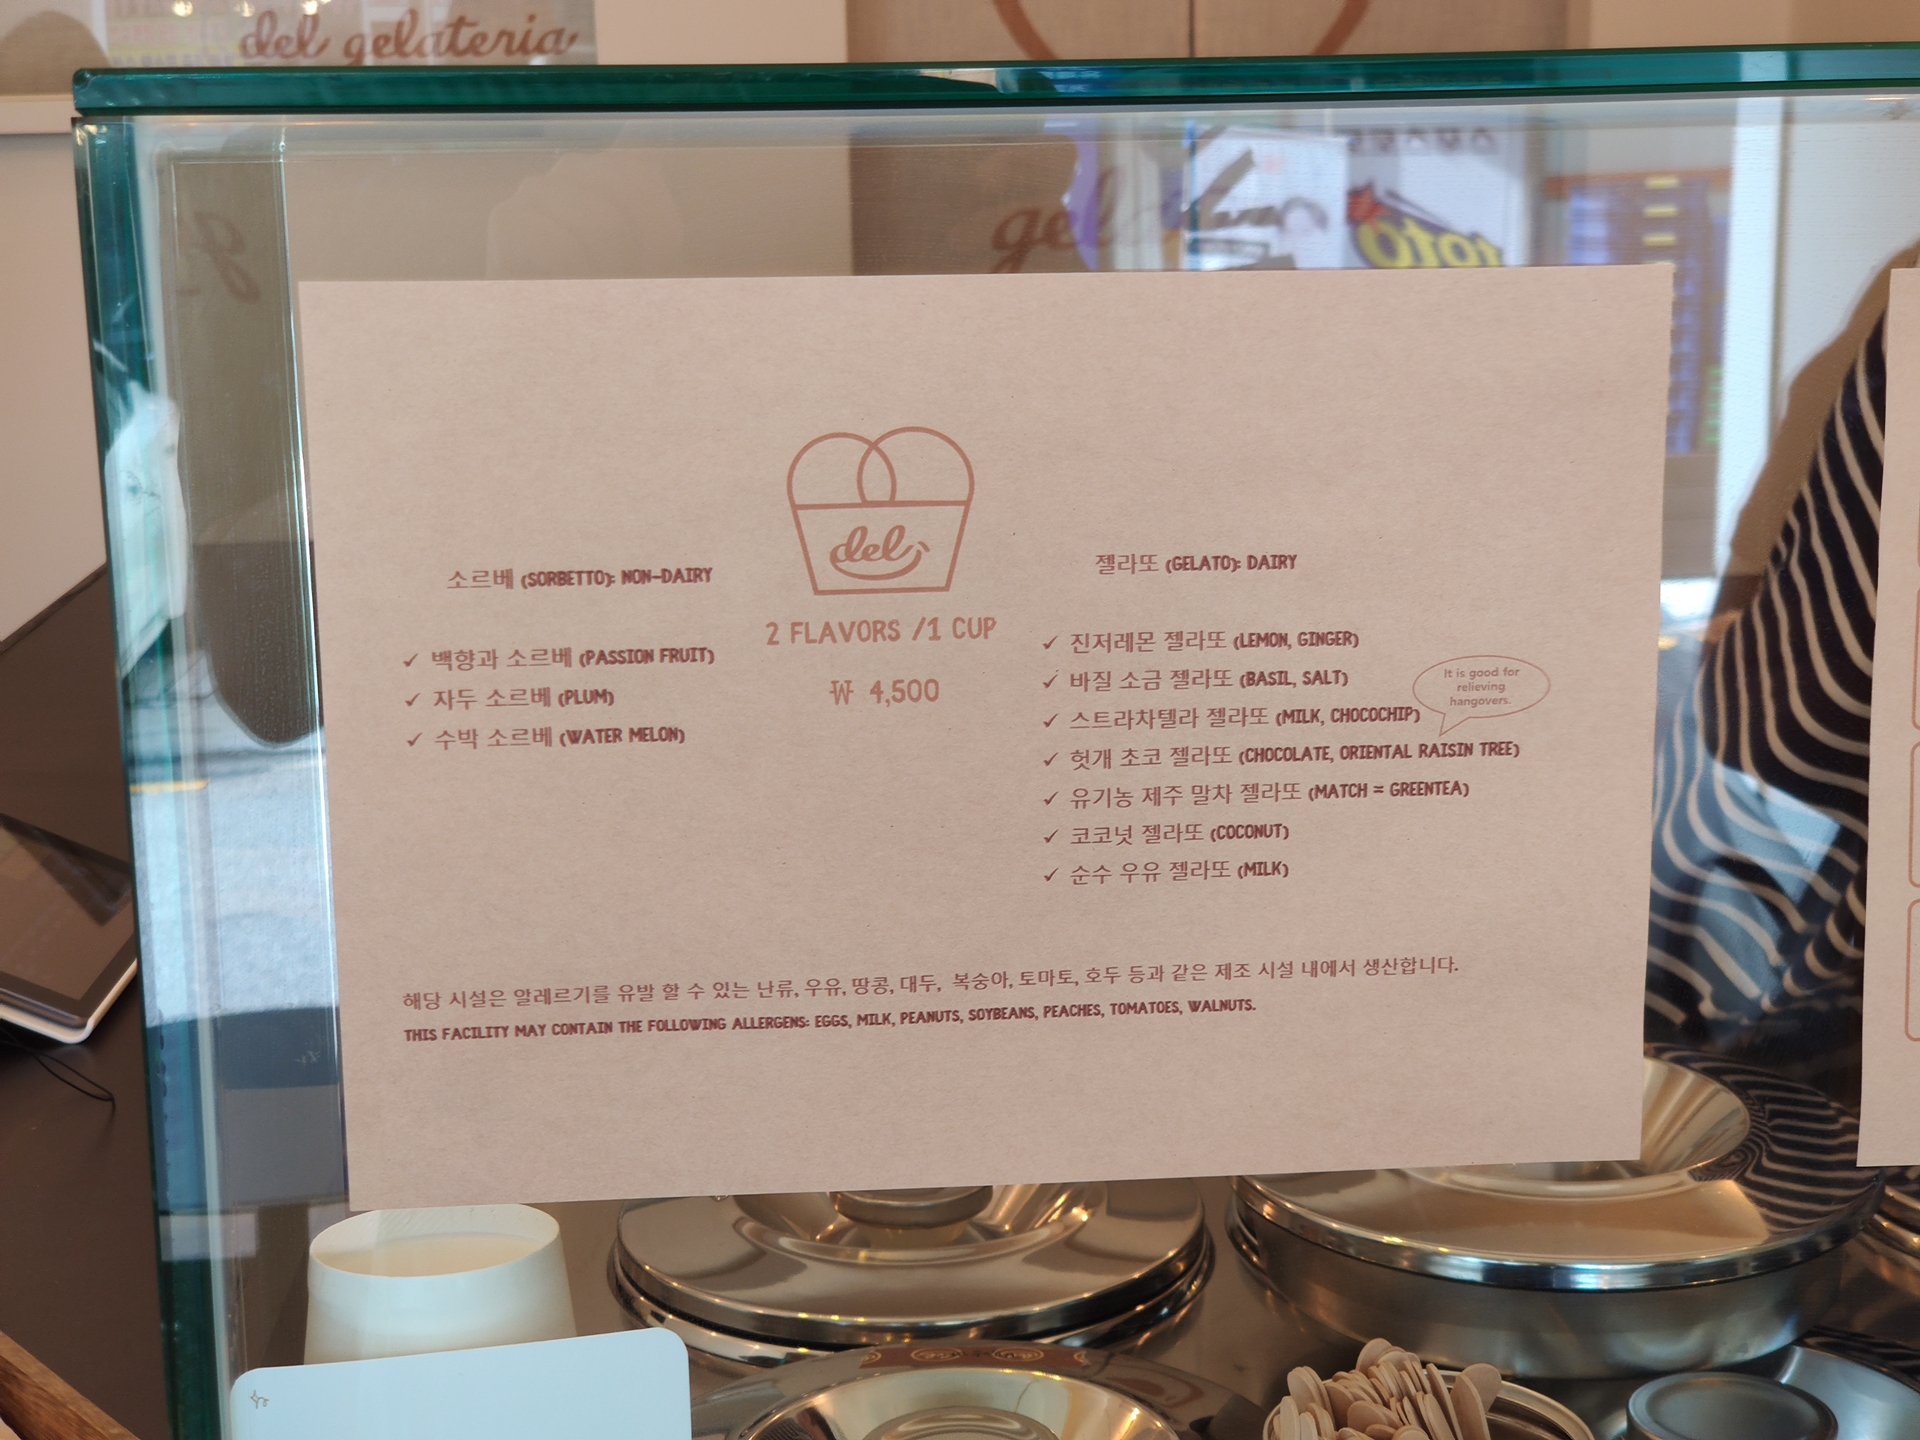 del gelateria
gel
toto
del
2 FLAVORS /1 CUP
₩ 4,500
소르베 (SORBETTO): NON-DAIRY
✓ 백향과 소르베 (PASSION FRUIT)
✓ 자두 소르베 (PLUM)
✓ 수박 소르베 (WATER MELON)
젤라또 (GELATO): DAIRY
✓ 진저레몬 젤라또 (LEMON, GINGER)
✓ 바질 소금 젤라또 (BASIL, SALT)
✓ 스트라차텔라 젤라또 (MILK, CHOCOCHIP)
It is good for
relieving
hangovers.
✓ 헛개 초코 젤라또 (CHOCOLATE, ORIENTAL RAISIN TREE)
✓ 유기농 제주 말차 젤라또 (MATCH = GREENTEA)
✓ 코코넛 젤라또 (COCONUT)
✓ 순수 우유 젤라또 (MILK)
해당 시설은 알레르기를 유발 할 수 있는 난류, 우유, 땅콩, 대두, 복숭아, 토마토, 호두 등과 같은 제조 시설 내에서 생산합니다.
THIS FACILITY MAY CONTAIN THE FOLLOWING ALLERGENS: EGGS, MILK, PEANUTS, SOYBEANS, PEACHES, TOMATOES, WALNUTS.